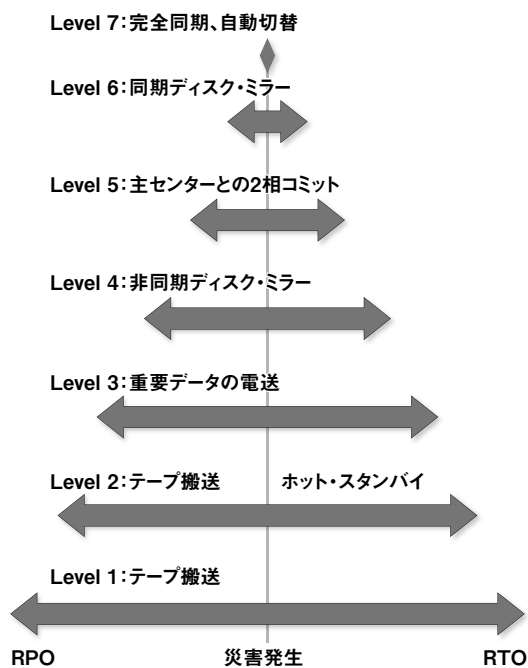 Level 7：完全同期、自動切替
Level 6：同期ディスク・ミラー
Level 5：主センターとの2相コミット
Level 4：非同期ディスク・ミラー
Level 3：重要データの電送
Level 2：テープ搬送 ホット・スタンバイ
Level 1：テープ搬送
RPO 災害発生 RTO